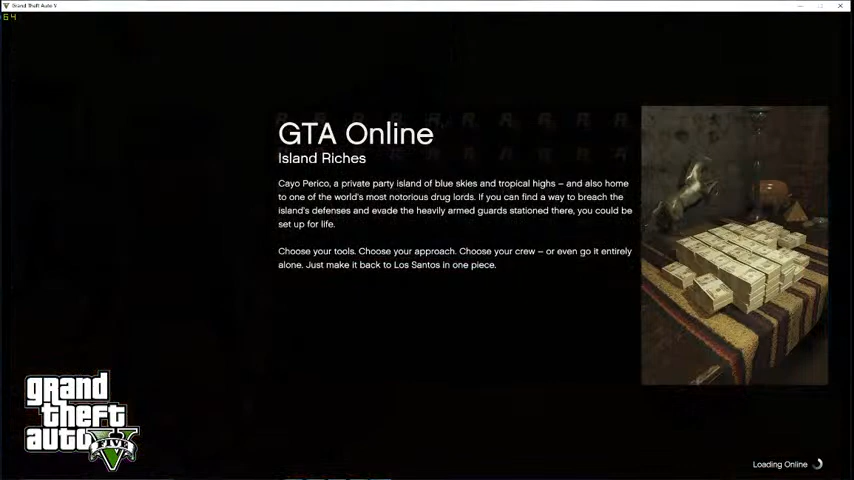 Grand Theft Auto V
64
GTA Online
Island Riches
Cayo Perico, a private party island of blue skies and tropical highs – and also home
to one of the world's most notorious drug lords. If you can find a way to breach the
island's defenses and evade the heavily armed guards stationed there, you could be
set up for life.
Choose your tools. Choose your approach. Choose your crew – or even go it entirely
alone. Just make it back to Los Santos in one piece.
grand
theft
auto V
FIVE
Loading Online